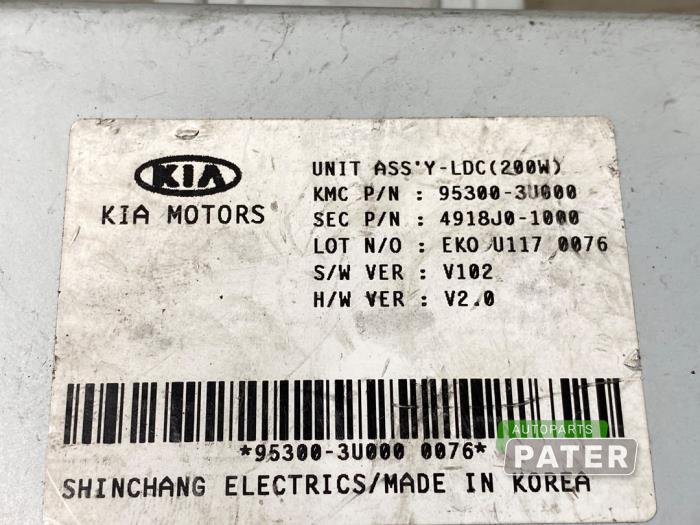 KIA
KIA MOTORS
UNIT ASS'Y-LDC(200W)
KMC P/N : 95300-3U000
SEC P/N : 4918J0-1000
LOT N/O : EKO U117 0076
S/W VER : V102
H/W VER : V2.0
*95300-3U000 0076*
SHINCHANG ELECTRICS/MADE IN KOREA
AUTOPARTS
PATER